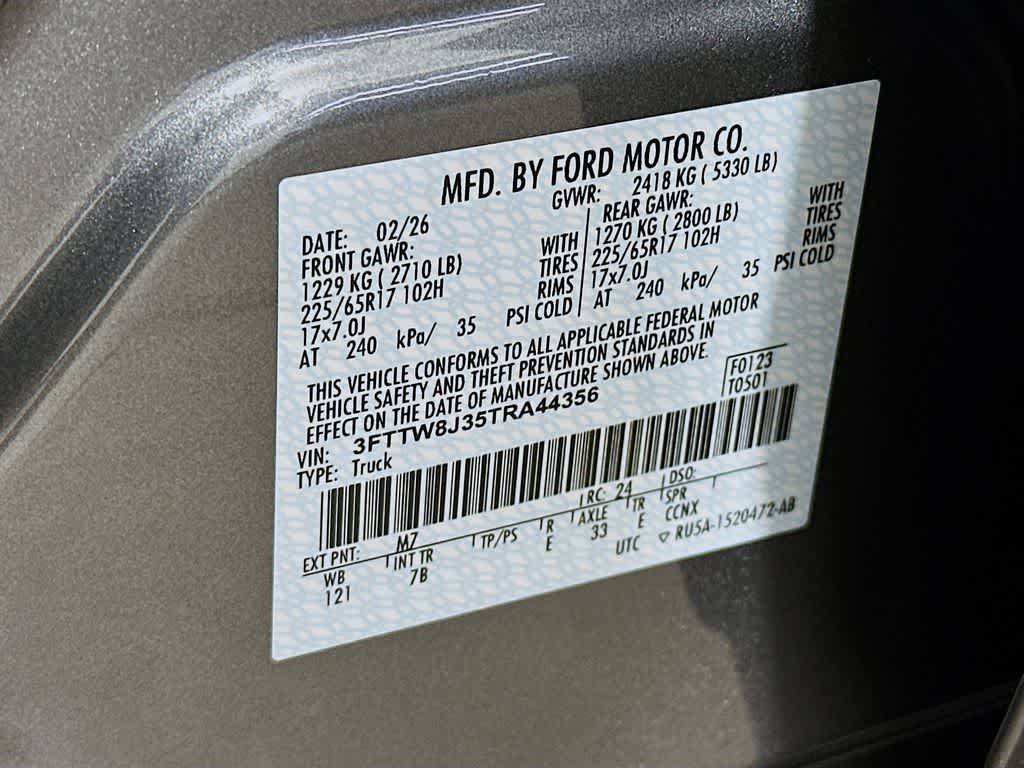 MFD. BY FORD MOTOR CO.
DATE: 02/26 GVWR: 2418 KG ( 5330 LB)
FRONT GAWR: REAR GAWR:
1229 KG ( 2710 LB) WITH 1270 KG ( 2800 LB) WITH
225/65R17 102H TIRES 225/65R17 102H TIRES
17x7.0J RIMS 17x7.0J RIMS
AT 240 kPa/ 35 PSI COLD AT 240 kPa/ 35 PSI COLD
THIS VEHICLE CONFORMS TO ALL APPLICABLE FEDERAL MOTOR
VEHICLE SAFETY AND THEFT PREVENTION STANDARDS IN
EFFECT ON THE DATE OF MANUFACTURE SHOWN ABOVE.
VIN: 3FTTW8J35TRA44356 F0123
TYPE: Truck T0501
EXT PNT: M7 RC: 24 DSO:
WB INT TR TP/PS R AXLE TR SPR
121 7B E 33 E CCNX
UTC ▽ RU5A-1520472-AB